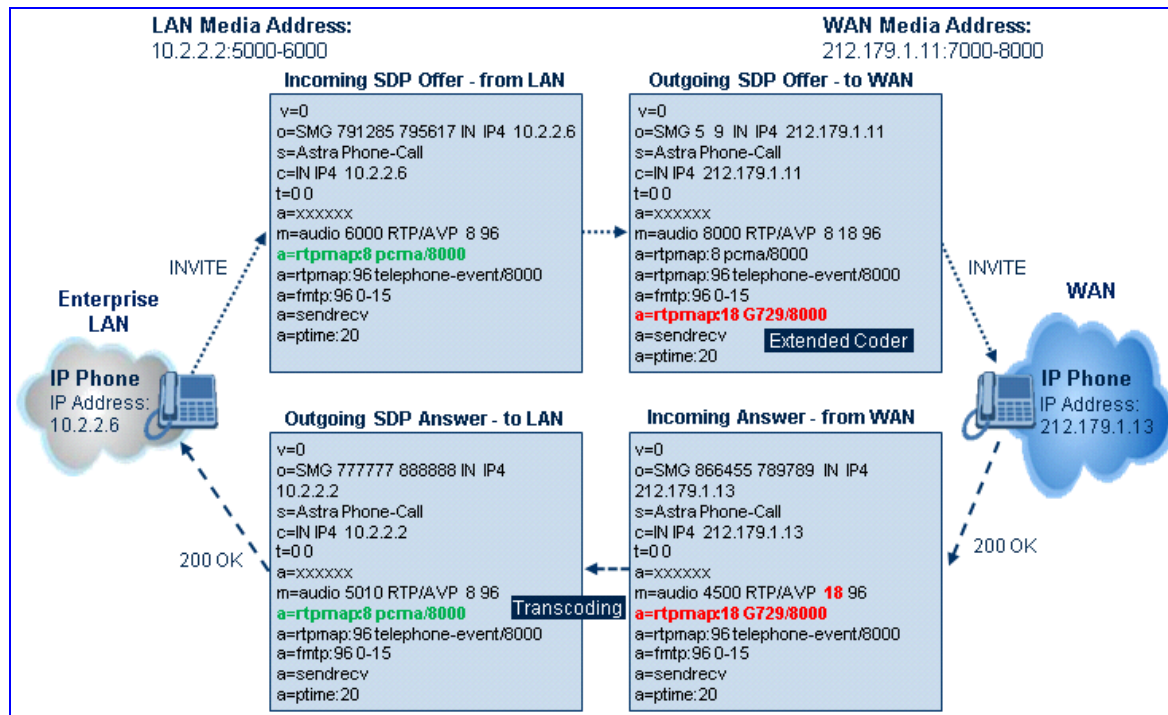 LAN Media Address:
10.2.2.2:5000-6000
WAN Media Address:
212.179.1.11:7000-8000
Incoming SDP Offer - from LAN
v=0
o=SMG 791285 795617 IN IP4 10.2.2.6
s=Astra Phone-Call
c=IN IP4 10.2.2.6
t=0 0
a=xxxxxx
m=audio 6000 RTP/AVP 8 96
a=rtpmap:8 pcma/8000
a=rtpmap:96 telephone-event/8000
a=fmtp:96 0-15
a=sendrecv
a=ptime:20
Outgoing SDP Offer - to WAN
v=0
o=SMG 5 9 IN IP4 212.179.1.11
s=Astra Phone-Call
c=IN IP4 212.179.1.11
t=0 0
a=xxxxxx
m=audio 8000 RTP/AVP 8 18 96
a=rtpmap:8 pcma/8000
a=rtpmap:96 telephone-event/8000
a=fmtp:96 0-15
a=rtpmap:18 G729/8000
a=sendrecv
a=ptime:20
Extended Coder
INVITE
INVITE
Enterprise
LAN
IP Phone
IP Address:
10.2.2.6
WAN
IP Phone
IP Address:
212.179.1.13
Outgoing SDP Answer - to LAN
v=0
o=SMG 777777 888888 IN IP4
10.2.2.2
s=Astra Phone-Call
c=IN IP4 10.2.2.2
t=0 0
a=xxxxxx
m=audio 5010 RTP/AVP 8 96
a=rtpmap:8 pcma/8000
a=rtpmap:96 telephone-event/8000
a=fmtp:96 0-15
a=sendrecv
a=ptime:20
Transcoding
Incoming Answer - from WAN
v=0
o=SMG 866455 789789 IN IP4
212.179.1.13
s=Astra Phone-Call
c=IN IP4 212.179.1.13
t=0 0
a=xxxxxx
m=audio 4500 RTP/AVP 18 96
a=rtpmap:18 G729/8000
a=rtpmap:96 telephone-event/8000
a=fmtp:96 0-15
a=sendrecv
a=ptime:20
200 OK
200 OK